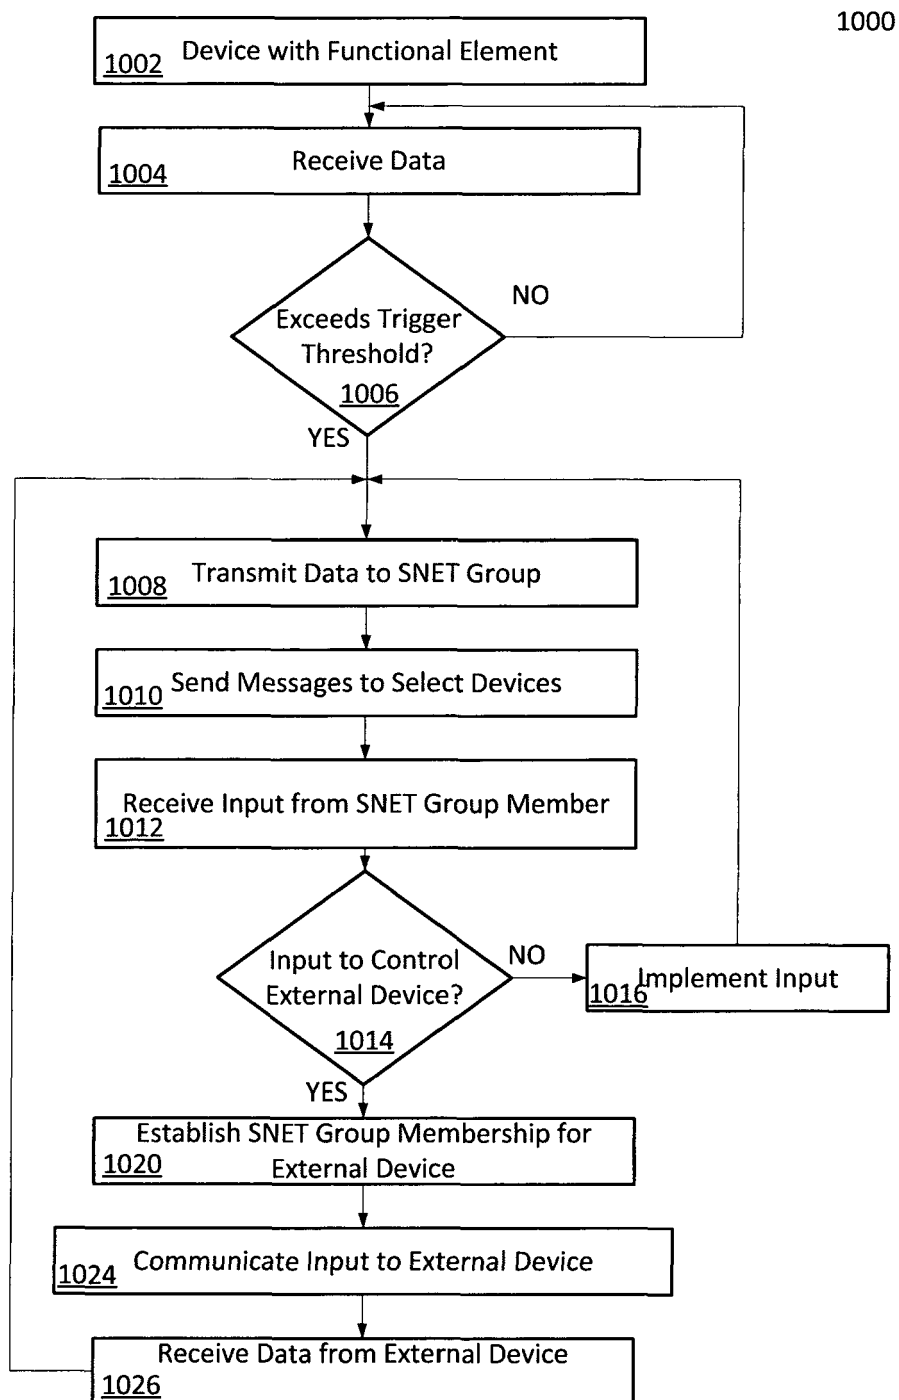 1000
Device with Functional Element
1002
Receive Data
1004
Exceeds Trigger
Threshold?
1006
NO
YES
Transmit Data to SNET Group
1008
Send Messages to Select Devices
1010
Receive Input from SNET Group Member
1012
Input to Control
External Device?
1014
NO
Implement Input
1016
YES
Establish SNET Group Membership for
External Device
1020
Communicate Input to External Device
1024
Receive Data from External Device
1026